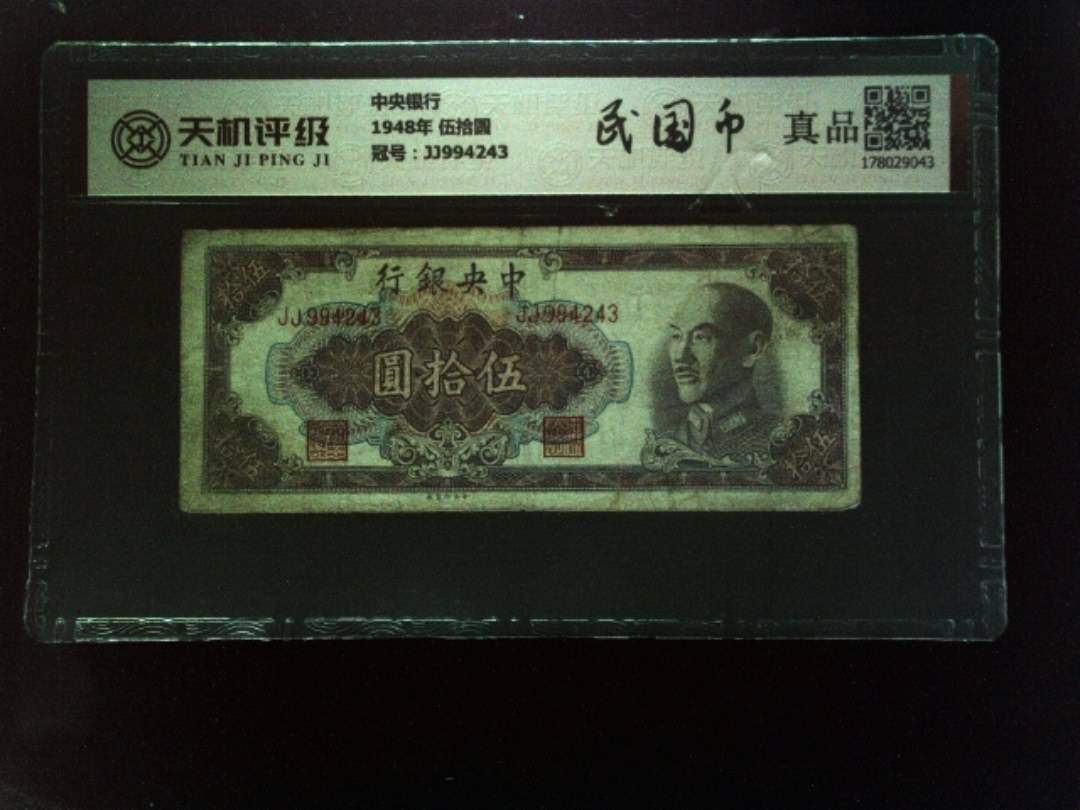 天机评级
TIAN JI PING JI
中央银行
1948年 伍拾圆
冠号：JJ994243
民国币
真品
178029043
行銀央中
JJ994243
JJ994243
圓拾伍